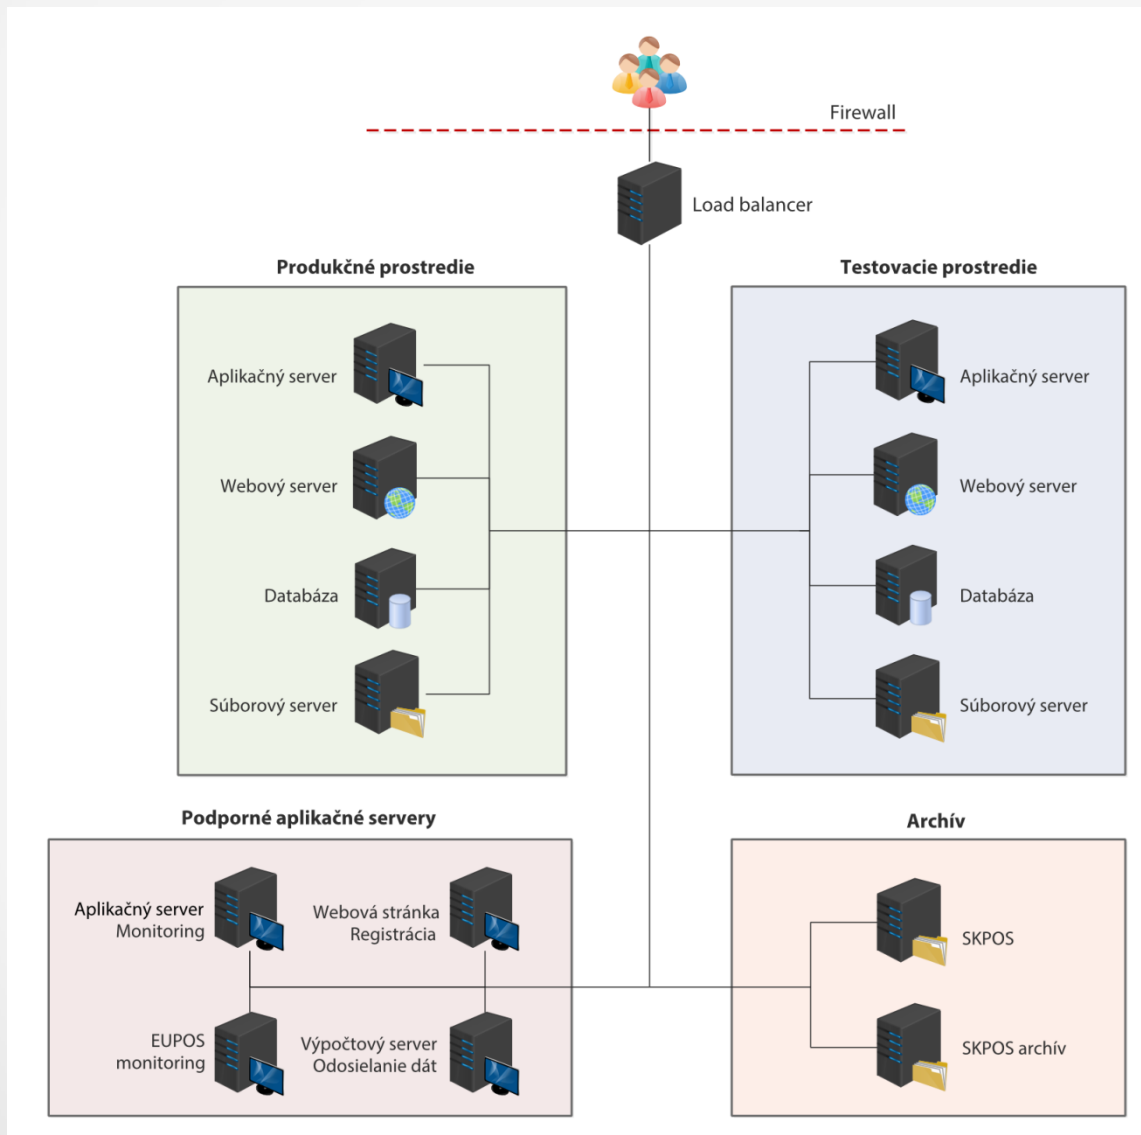 Firewall
Load balancer
Produkčné prostredie
Aplikačný server
Webový server
Databáza
Súborový server
Testovacie prostredie
Aplikačný server
Webový server
Databáza
Súborový server
Podporné aplikačné servery
Aplikačný server
Monitoring
Webová stránka
Registrácia
EUPOS
monitoring
Výpočtový server
Odosielanie dát
Archív
SKPOS
SKPOS archív